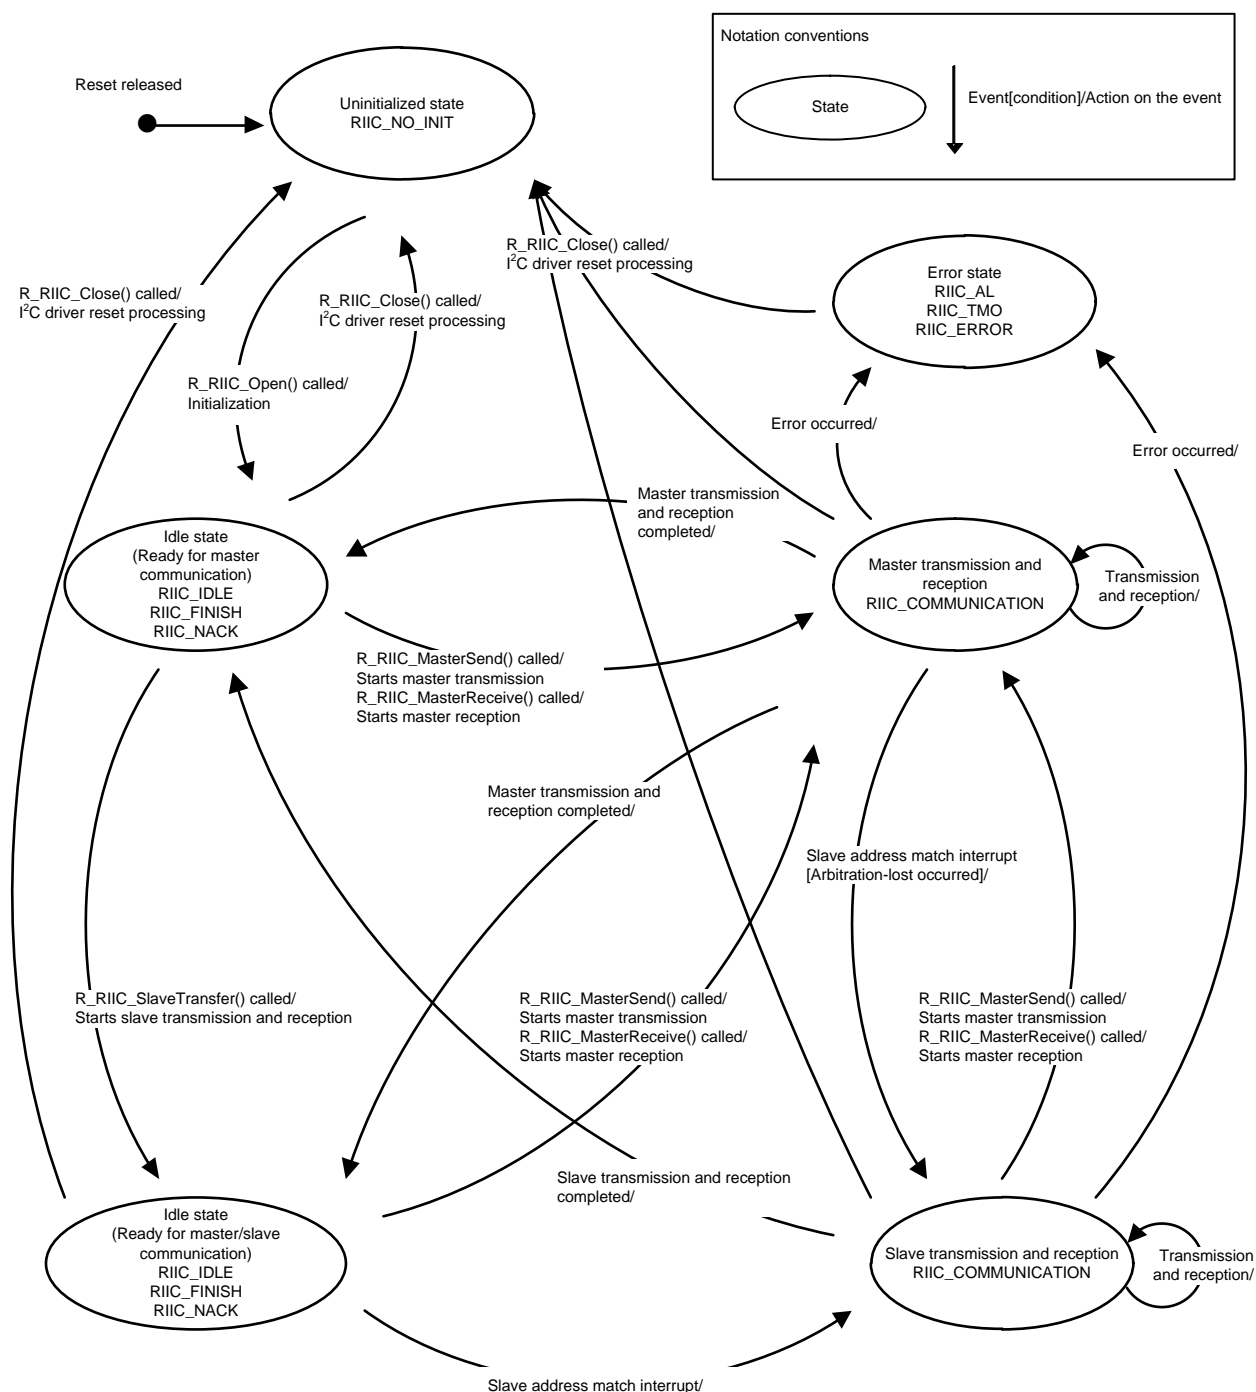 Notation conventions
State
Event[condition]/Action on the event
Reset released
Uninitialized state
RIIC_NO_INIT
R_RIIC_Close() called/
I²C driver reset processing
R_RIIC_Close() called/
I²C driver reset processing
R_RIIC_Close() called/
I²C driver reset processing
Error state
RIIC_AL
RIIC_TMO
RIIC_ERROR
R_RIIC_Open() called/
Initialization
Error occurred/
Error occurred/
Master transmission
and reception
completed/
Idle state
(Ready for master
communication)
RIIC_IDLE
RIIC_FINISH
RIIC_NACK
Master transmission and
reception
RIIC_COMMUNICATION
Transmission
and reception/
R_RIIC_MasterSend() called/
Starts master transmission
R_RIIC_MasterReceive() called/
Starts master reception
Master transmission and
reception completed/
Slave address match interrupt
[Arbitration-lost occurred]/
R_RIIC_SlaveTransfer() called/
Starts slave transmission and reception
R_RIIC_MasterSend() called/
Starts master transmission
R_RIIC_MasterReceive() called/
Starts master reception
R_RIIC_MasterSend() called/
Starts master transmission
R_RIIC_MasterReceive() called/
Starts master reception
Slave transmission and reception
completed/
Idle state
(Ready for master/slave
communication)
RIIC_IDLE
RIIC_FINISH
RIIC_NACK
Slave transmission and reception
RIIC_COMMUNICATION
Transmission
and reception/
Slave address match interrupt/